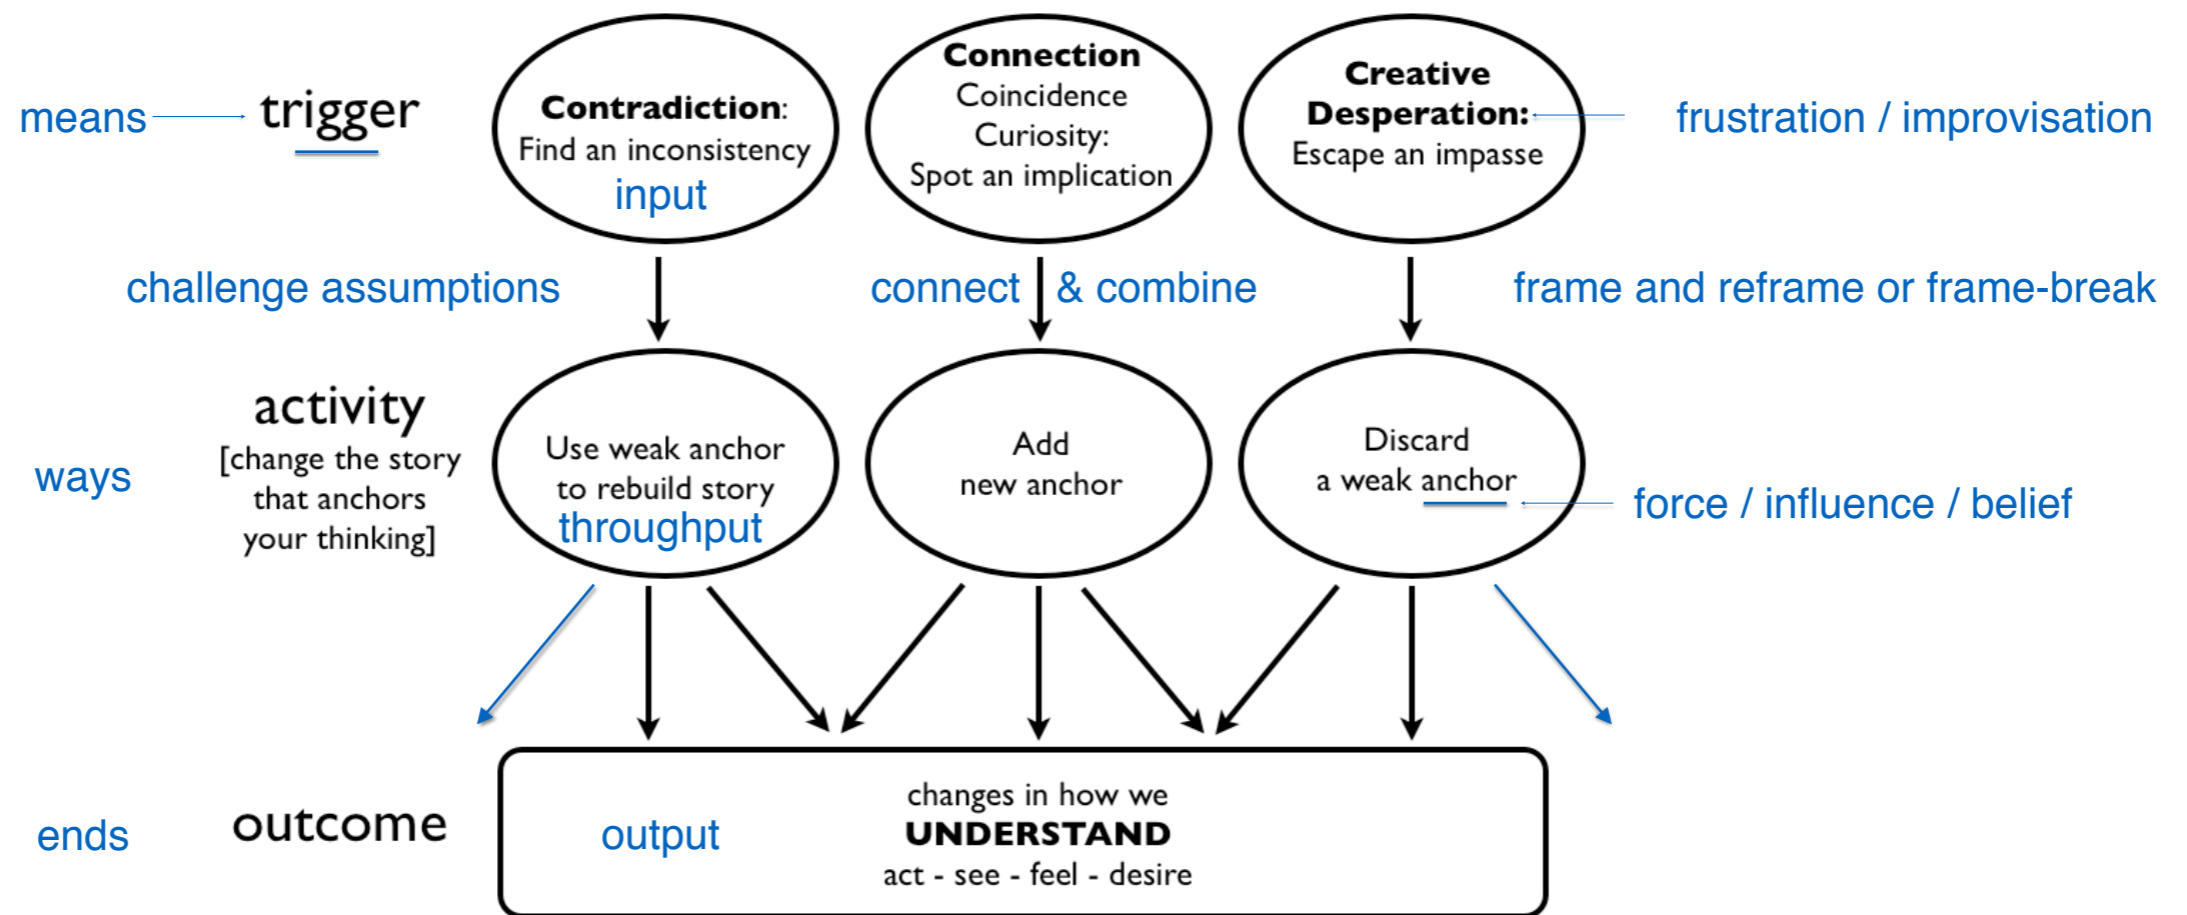 means
trigger
Contradiction:
Find an inconsistency
input
Connection
Coincidence
Curiosity:
Spot an implication
Creative
Desperation:
Escape an impasse
frustration / improvisation
challenge assumptions
connect & combine
frame and reframe or frame-break
ways
activity
[change the story
that anchors
your thinking]
Use weak anchor
to rebuild story
throughput
Add
new anchor
Discard
a weak anchor
force / influence / belief
ends
outcome
output
changes in how we
UNDERSTAND
act - see - feel - desire